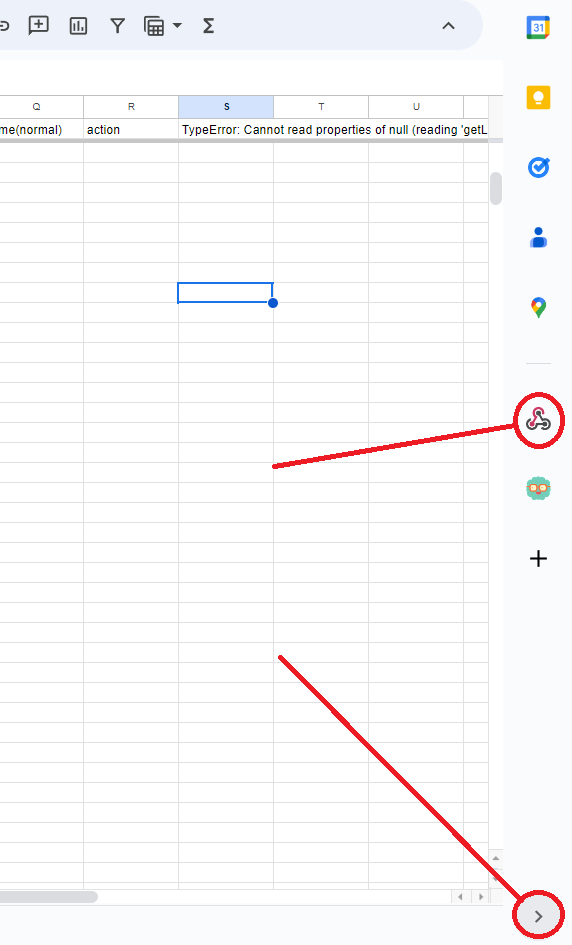 31
Q R S T U
me(normal) action TypeError: Cannot read properties of null (reading 'getL